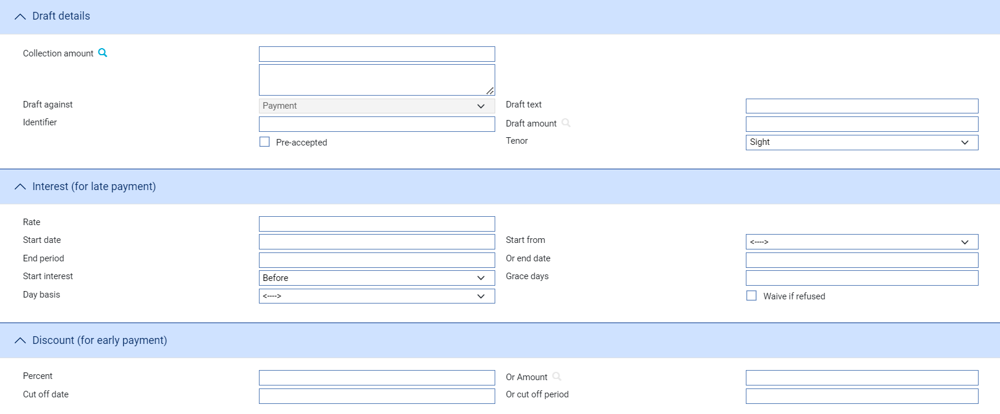 Draft details
Collection amount
Draft against Payment Draft text
Identifier Draft amount
Pre-accepted Tenor Sight
Interest (for late payment)
Rate
Start date Start from <---->
End period Or end date
Start interest Before Grace days
Day basis <----> Waive if refused
Discount (for early payment)
Percent Or Amount
Cut off date Or cut off period